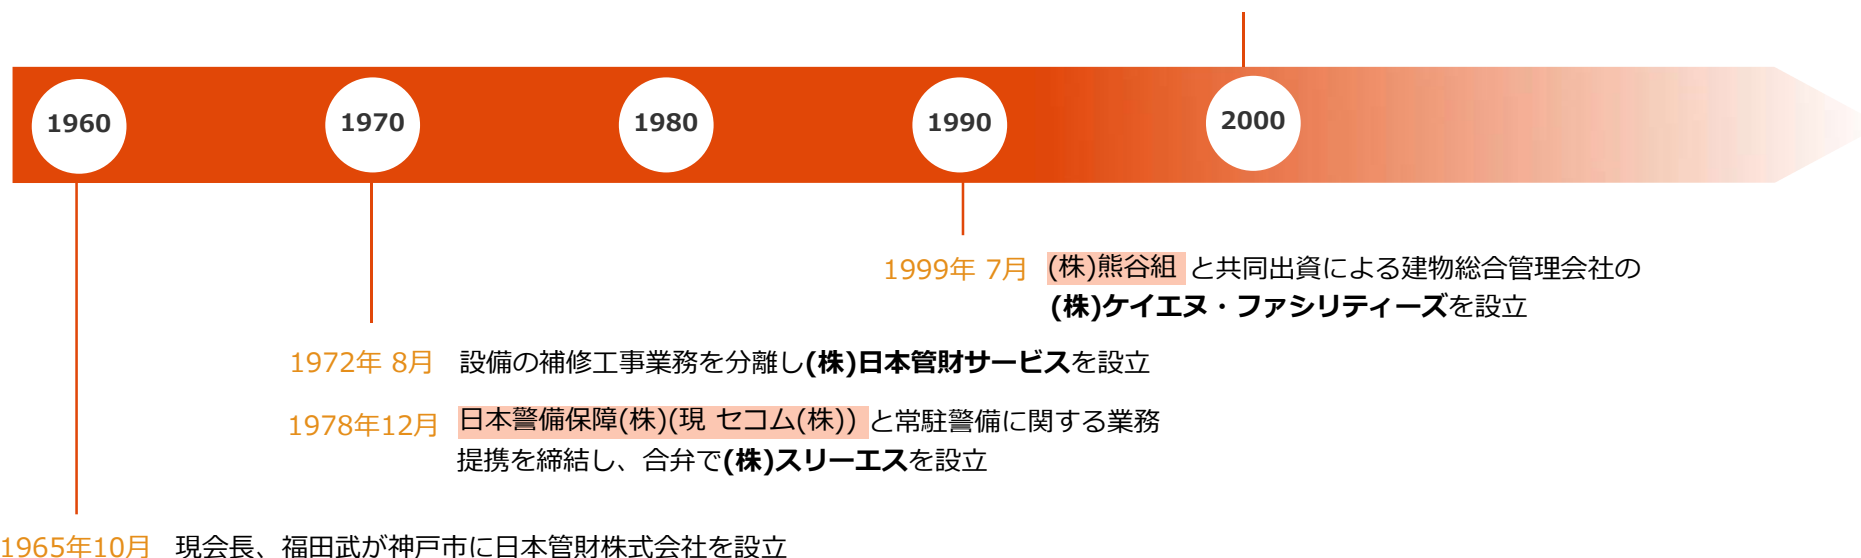 1960
1970
1980
1990
2000
1999年 7月 (株)熊谷組 と共同出資による建物総合管理会社の
(株)ケイエヌ・ファシリティーズを設立
1972年 8月 設備の補修工事業務を分離し(株)日本管財サービスを設立
1978年12月 日本警備保障(株)(現 セコム(株)) と常駐警備に関する業務
提携を締結し、合弁で(株)スリーエスを設立
1965年10月 現会長、福田武が神戸市に日本管財株式会社を設立